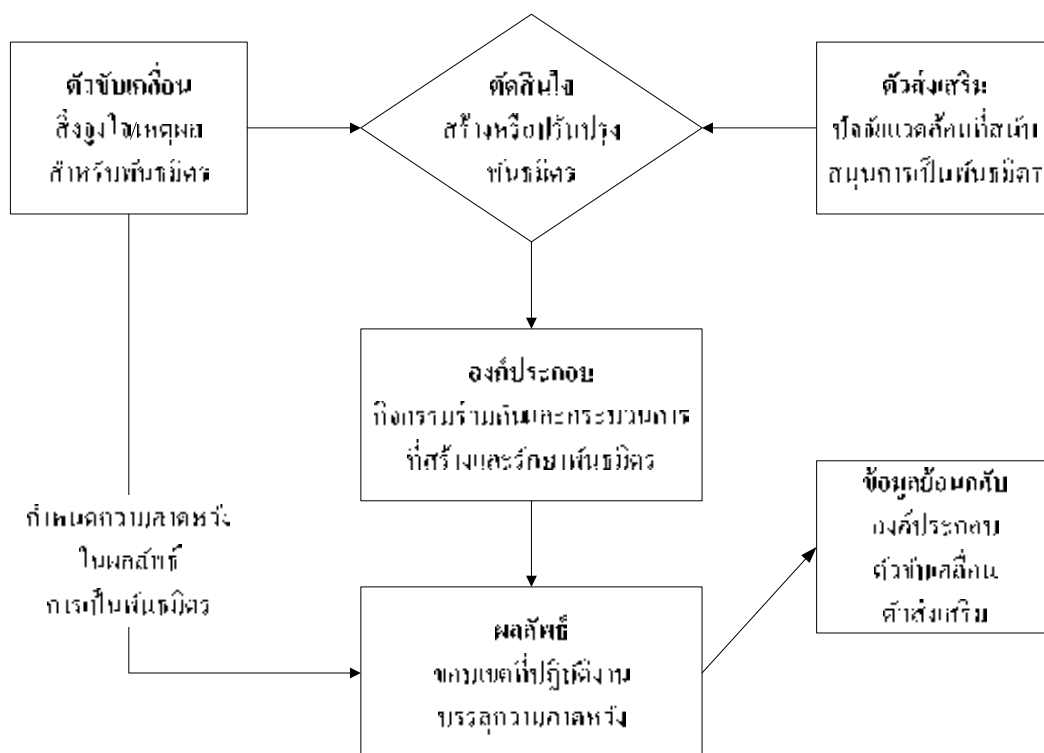 ตัวขับเคลื่อน
สิ่งจูงใจ/เหตุผล
สำหรับพันธมิตร
ตัดสินใจ
สร้างหรือปรับปรุง
พันธมิตร
ตัวส่งเสริม
ปัจจัยแวดล้อมที่สนับ
สนุนการเป็นพันธมิตร
องค์ประกอบ
กิจกรรมร่วมกันและกระบวนการ
ที่สร้างและรักษาพันธมิตร
กำหนดความคาดหวัง
ในผลลัพธ์
การเป็นพันธมิตร
ผลลัพธ์
ขอบเขตที่ปฏิบัติงาน
บรรลุความคาดหวัง
ข้อมูลย้อนกลับ
องค์ประกอบ
ตัวขับเคลื่อน
ตัวส่งเสริม